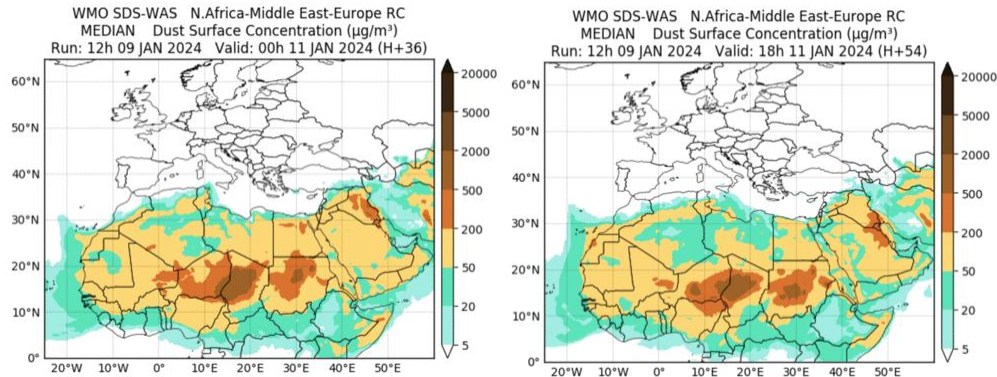 WMO SDS-WAS N.Africa-Middle East-Europe RC
MEDIAN Dust Surface Concentration (μg/m³)
Run: 12h 09 JAN 2024 Valid: 00h 11 JAN 2024 (H+36)
60°N
50°N
40°N
30°N
20°N
10°N
0°
20°W 10°W 0° 10°E 20°E 30°E 40°E 50°E
20000
5000
2000
500
200
50
20
5
WMO SDS-WAS N.Africa-Middle East-Europe RC
MEDIAN Dust Surface Concentration (μg/m³)
Run: 12h 09 JAN 2024 Valid: 18h 11 JAN 2024 (H+54)
60°N
50°N
40°N
30°N
20°N
10°N
0°
20°W 10°W 0° 10°E 20°E 30°E 40°E 50°E
20000
5000
2000
500
200
50
20
5